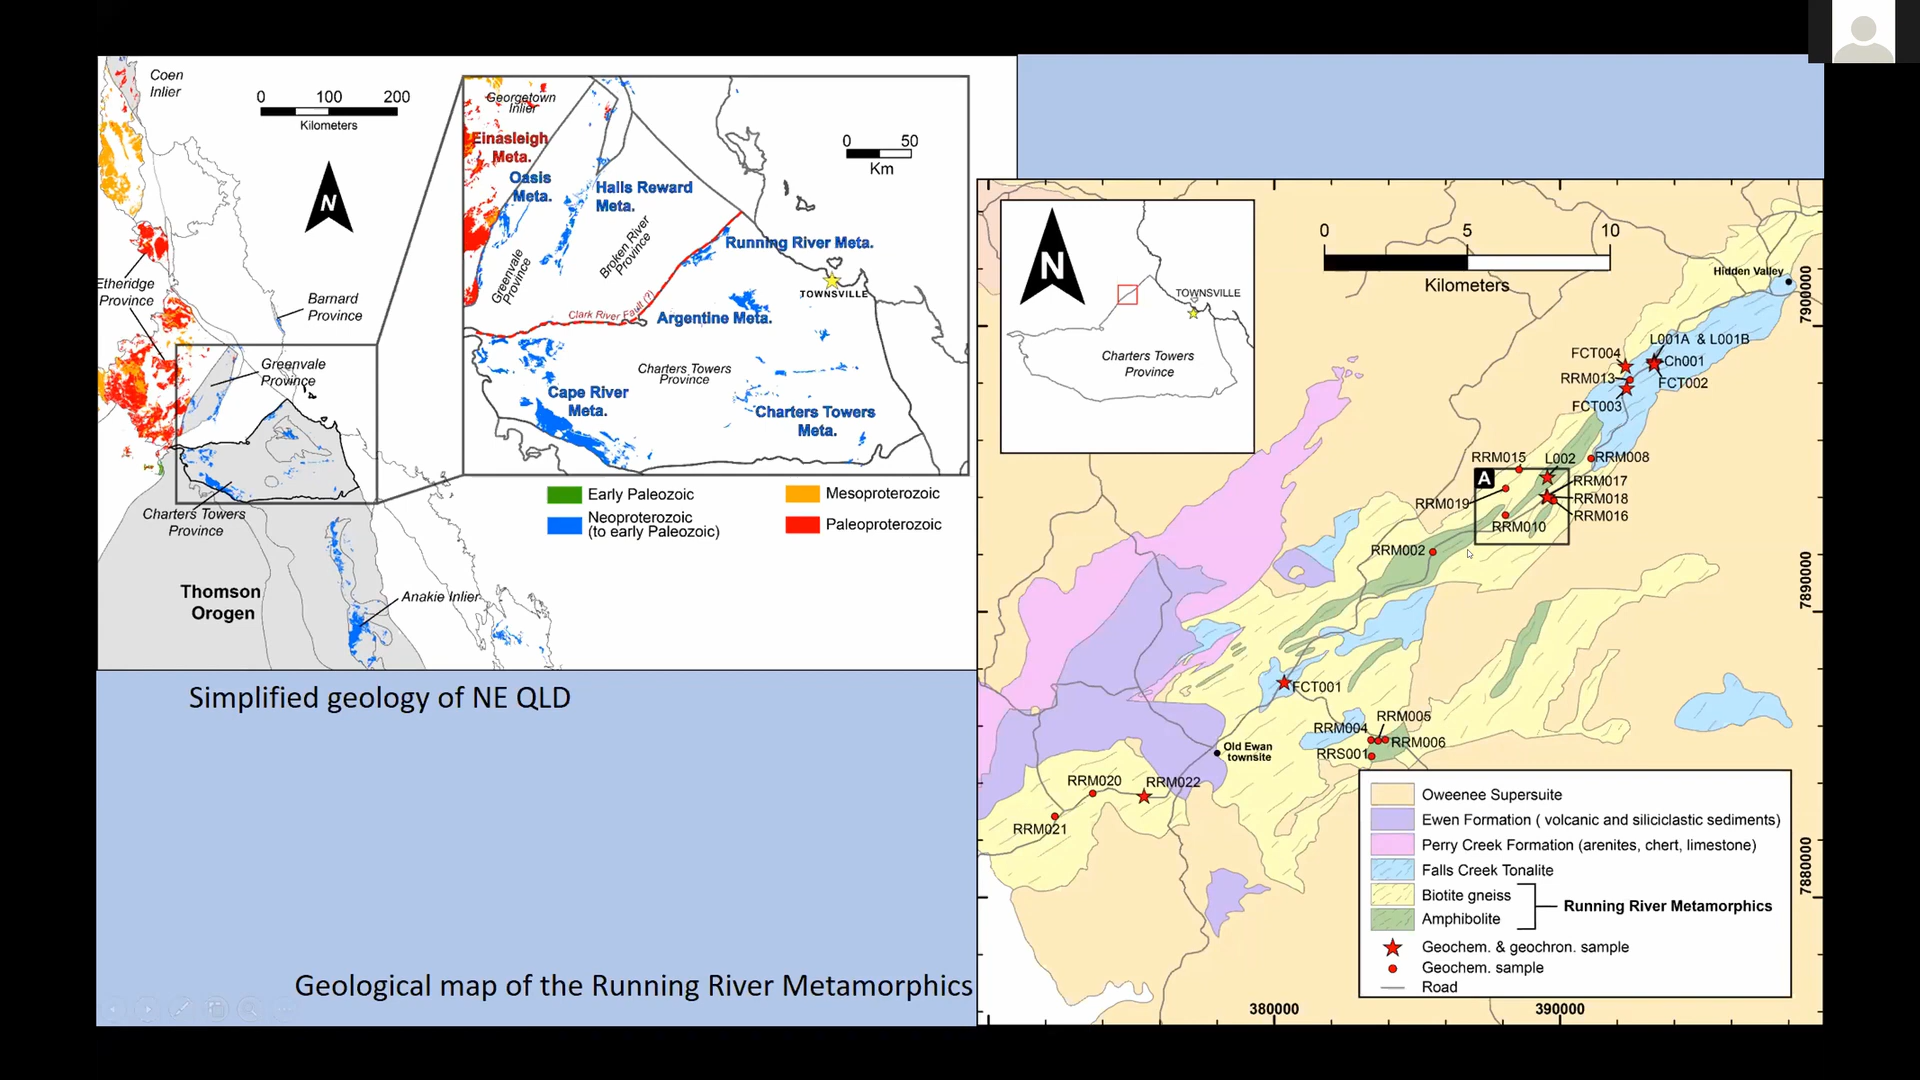 Coen
Inlier
0 100 200
Kilometers
N
Etheridge
Province
Barnard
Province
Greenvale
Province
Charters Towers
Province
Thomson
Orogen
Anakie Inlier
Georgetown
Inlier
Einasleigh
Meta.
Oasis
Meta.
Halls Reward
Meta.
0 50
Km
Broken River
Province
Greenvale
Province
Running River Meta.
TOWNSVILLE
Clark River Fault (?)
Argentine Meta.
Charters Towers
Province
Cape River
Meta.
Charters Towers
Meta.
Early Paleozoic
Neoproterozoic
(to early Paleozoic)
Mesoproterozoic
Paleoproterozoic
Simplified geology of NE QLD
Geological map of the Running River Metamorphics
N
TOWNSVILLE
Charters Towers
Province
0 5 10
Kilometers
Hidden Valley
7900000
L001A & L001B
FCT004
Ch001
RRM013
FCT002
FCT003
RRM015
L002
RRM008
A
RRM017
RRM019
RRM018
RRM016
RRM010
RRM002
7890000
FCT001
RRM005
RRM004
RRM006
RRS001
Old Ewan
townsite
RRM020
RRM022
RRM021
7880000
Oweenee Supersuite
Ewen Formation ( volcanic and siliciclastic sediments)
Perry Creek Formation (arenites, chert, limestone)
Falls Creek Tonalite
Biotite gneiss
Running River Metamorphics
Amphibolite
Geochem. & geochron. sample
Geochem. sample
Road
380000 390000